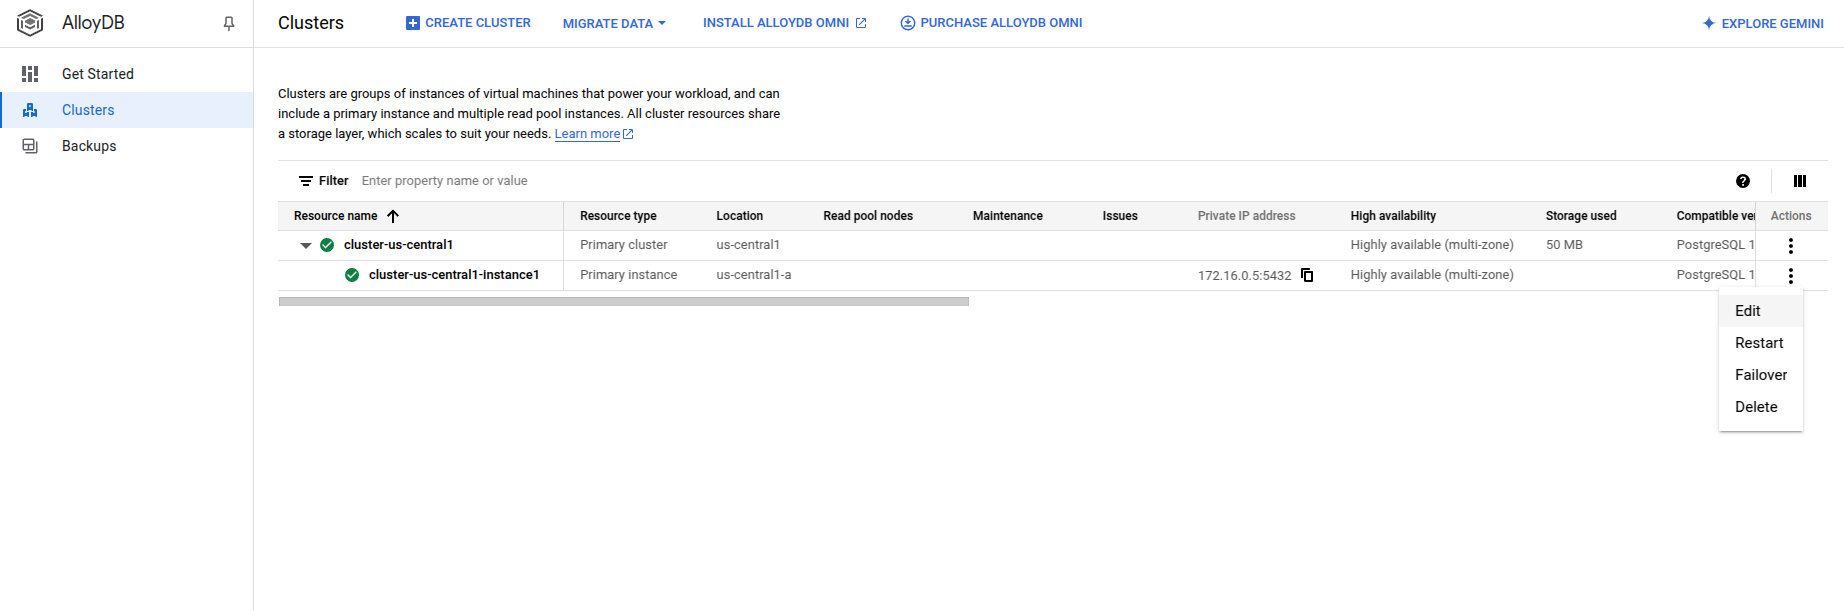 AlloyDB
Clusters
CREATE CLUSTER
MIGRATE DATA
INSTALL ALLOYDB OMNI
PURCHASE ALLOYDB OMNI
EXPLORE GEMINI
Get Started
Clusters
Backups
Clusters are groups of instances of virtual machines that power your workload, and can
include a primary instance and multiple read pool instances. All cluster resources share
a storage layer, which scales to suit your needs. Learn more
Filter Enter property name or value
Resource name Resource type Location Read pool nodes Maintenance Issues Private IP address High availability Storage used Compatible ver Actions
cluster-us-central1 Primary cluster us-central1 Highly available (multi-zone) 50 MB PostgreSQL 1
cluster-us-central1-instance1 Primary instance us-central1-a 172.16.0.5:5432 Highly available (multi-zone) PostgreSQL 1
Edit
Restart
Failover
Delete